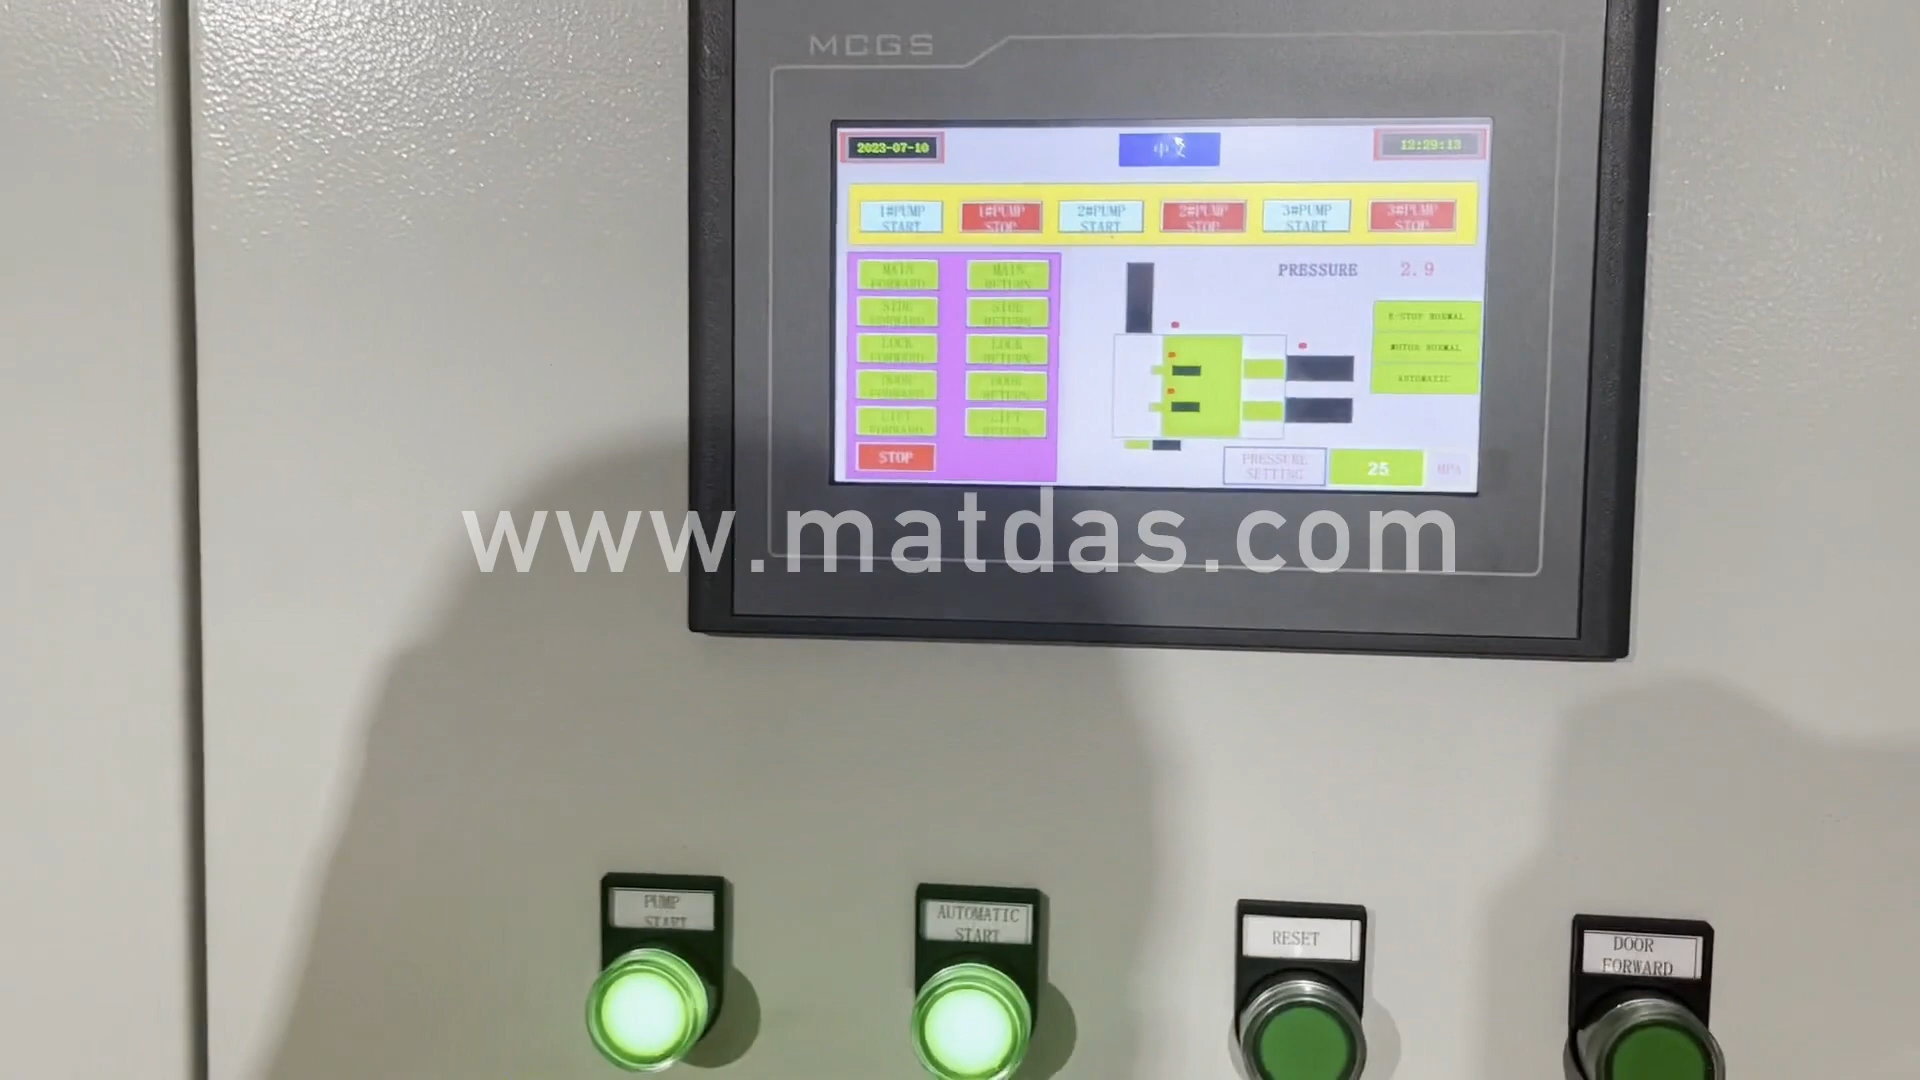 MCGS
2023-07-10
中文
12:29:13
1#PUMP START
1#PUMP STOP
2#PUMP START
2#PUMP STOP
3#PUMP START
3#PUMP STOP
MAIN FORWARD
MAIN RETURN
SIDE FORWARD
SIDE RETURN
LOCK FORWARD
LOCK RETURN
DOOR FORWARD
DOOR RETURN
LIFT FORWARD
LIFT RETURN
STOP
PRESSURE 2.9
E-STOP NORMAL
MOTOR NORMAL
AUTOMATIC
PRESSURE SETTING
25
MPA
www.matdas.com
PUMP
START
AUTOMATIC
START
RESET
DOOR
FORWARD